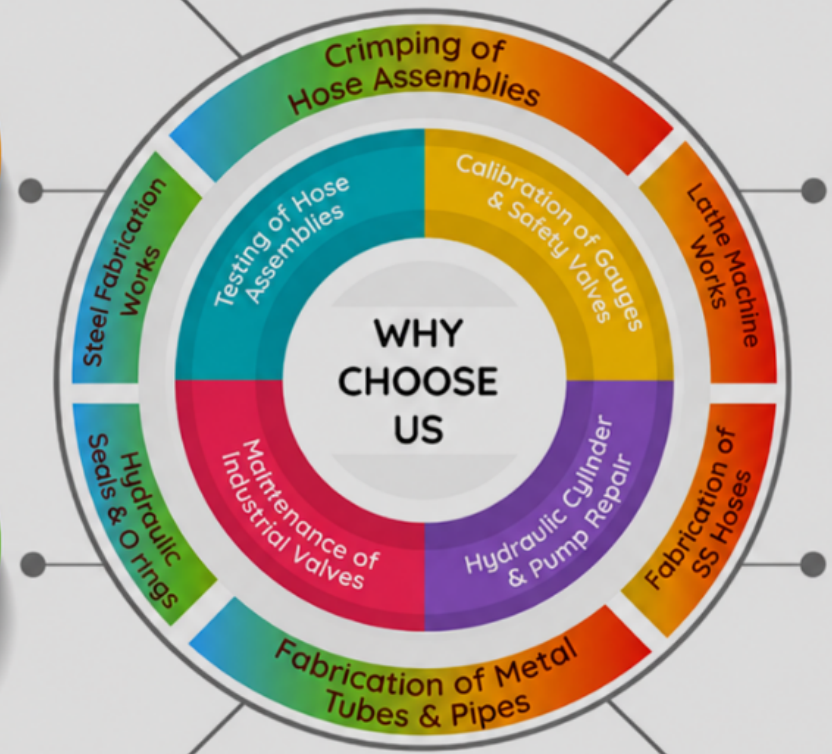 Crimping of
Hose Assemblies
Lathe Machine
Works
Fabrication of
SS Hoses
Fabrication of Metal
Tubes & Pipes
Hydraulic
Seals & O rings
Steel Fabrication
Works
Testing of Hose
Assemblies
Calibration of Gauges
& Safety Valves
Hydraulic Cylinder
& Pump Repair
Maintenance of
Industrial Valves
WHY
CHOOSE
US